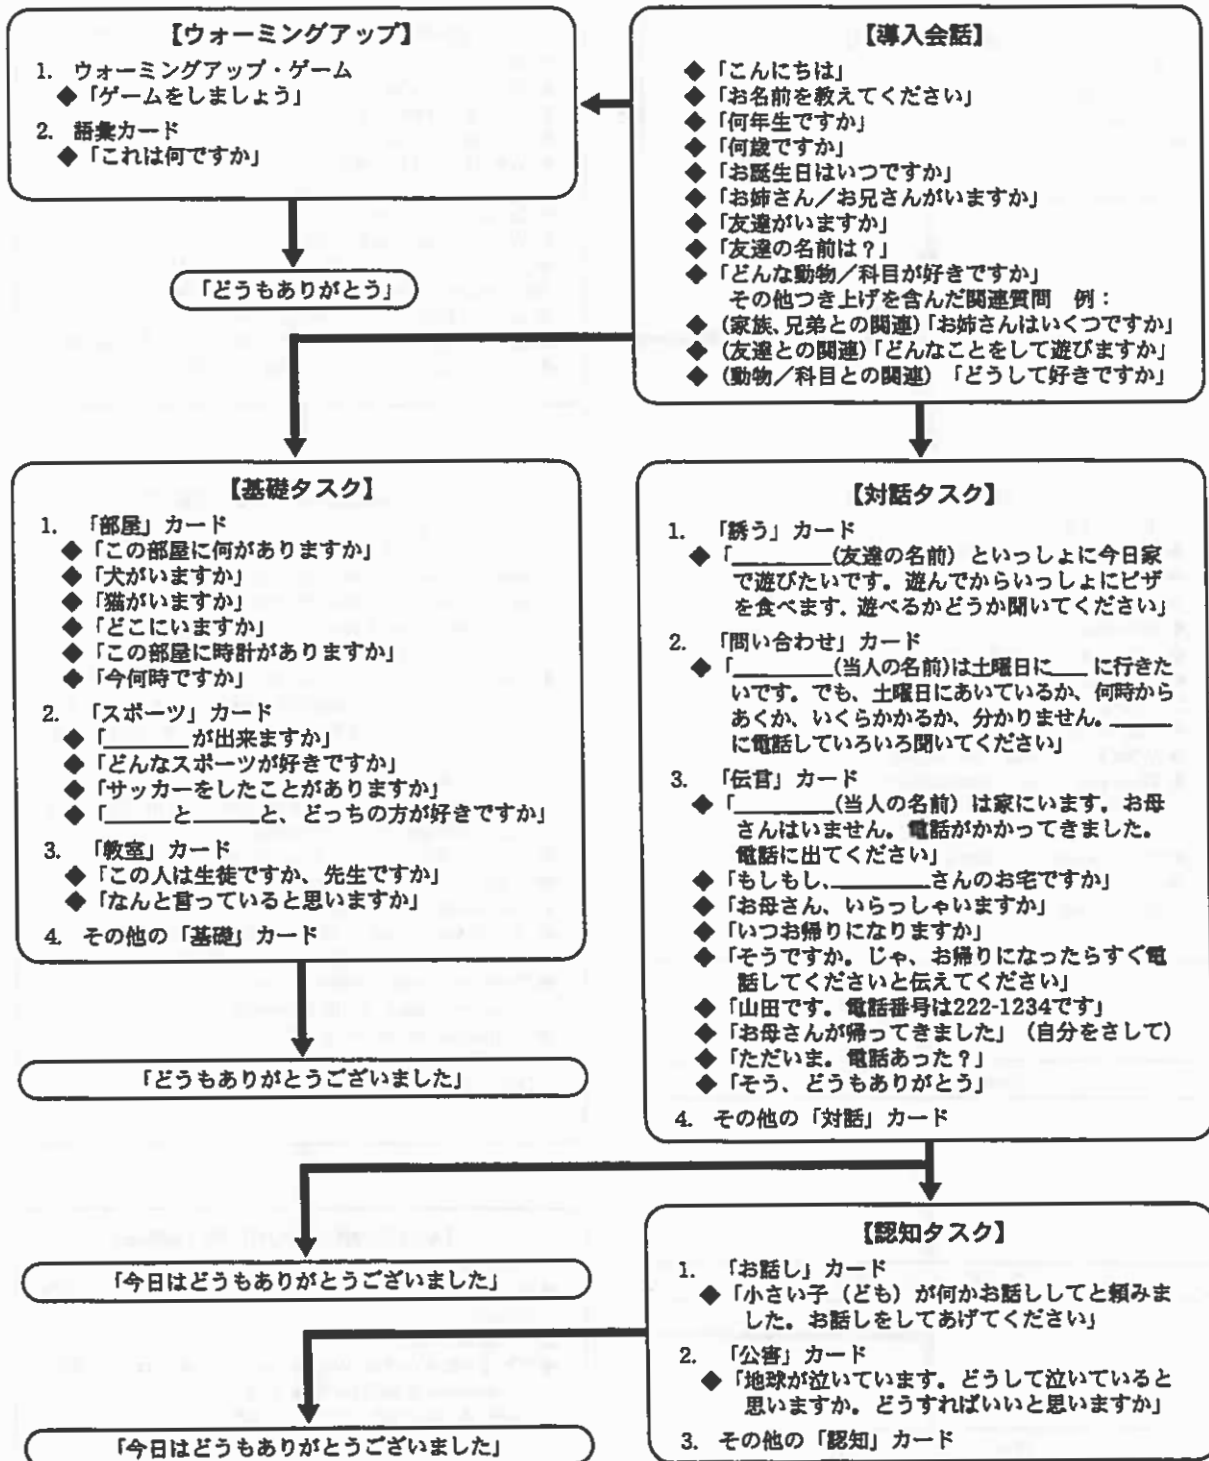 【ウォーミングアップ】
1. ウォーミングアップ・ゲーム
◆「ゲームをしましょう」
2. 語彙カード
◆「これは何ですか」
「どうもありがとう」
【導入会話】
◆「こんにちは」
◆「お名前を教えてください」
◆「何年生ですか」
◆「何歳ですか」
◆「お誕生日はいつですか」
◆「お姉さん／お兄さんがいますか」
◆「友達がいますか」
◆「友達の名前は？」
◆「どんな動物／科目が好きですか」
その他つき上げを含んだ関連質問　例：
◆（家族、兄弟との関連）「お姉さんはいくつですか」
◆（友達との関連）「どんなことをして遊びますか」
◆（動物／科目との関連）「どうして好きですか」
【基礎タスク】
1. 「部屋」カード
◆「この部屋に何がありますか」
◆「犬がいますか」
◆「猫がいますか」
◆「どこにいますか」
◆「この部屋に時計がありますか」
◆「今何時ですか」
2. 「スポーツ」カード
◆「＿＿＿＿が出来ますか」
◆「どんなスポーツが好きですか」
◆「サッカーをしたことがありますか」
◆「＿＿＿と＿＿＿と、どっちの方が好きですか」
3. 「教室」カード
◆「この人は生徒ですか、先生ですか」
◆「なんと言っていると思いますか」
4. その他の「基礎」カード
「どうもありがとうございました」
【対話タスク】
1. 「誘う」カード
◆「＿＿＿＿（友達の名前）といっしょに今日家
で遊びたいです。遊んでからいっしょにピザ
を食べます。遊べるかどうか聞いてください」
2. 「問い合わせ」カード
◆「＿＿＿＿（当人の名前）は土曜日に＿＿に行きた
いです。でも、土曜日にあいているか、何時から
あくか、いくらかかるか、分かりません。＿＿＿
に電話していろいろ聞いてください」
3. 「伝言」カード
◆「＿＿＿＿（当人の名前）は家にいます。お母
さんはいません。電話がかかってきました。
電話に出てください」
◆「もしもし、＿＿＿＿さんのお宅ですか」
◆「お母さん、いらっしゃいますか」
◆「いつお帰りになりますか」
◆「そうですか。じゃ、お帰りになったらすぐ電
話してくださいと伝えてください」
◆「山田です。電話番号は222-1234です」
◆「お母さんが帰ってきました」（自分をさして）
◆「ただいま。電話あった？」
◆「そう、どうもありがとう」
4. その他の「対話」カード
「今日はどうもありがとうございました」
【認知タスク】
1. 「お話し」カード
◆「小さい子（ども）が何かお話ししてと頼みま
した。お話しをしてあげてください」
2. 「公害」カード
◆「地球が泣いています。どうして泣いていると
思いますか。どうすればいいと思いますか」
3. その他の「認知」カード
「今日はどうもありがとうございました」